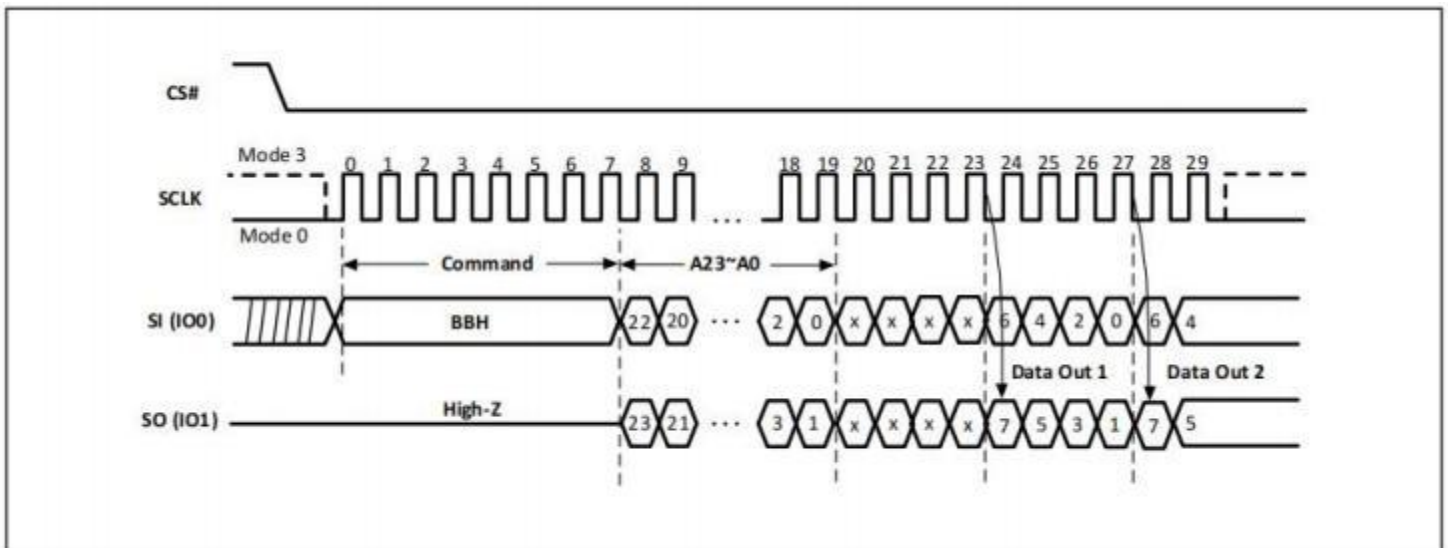 CS#
Mode 3
0 1 2 3 4 5 6 7 8 9 18 19 20 21 22 23 24 25 26 27 28 29
SCLK
...
Mode 0
Command A23~A0
SI (IO0) BBH 22 20 ... 2 0 x x x x 6 4 2 0 6 4
Data Out 1 Data Out 2
SO (IO1) High-Z 23 21 ... 3 1 x x x x 7 5 3 1 7 5